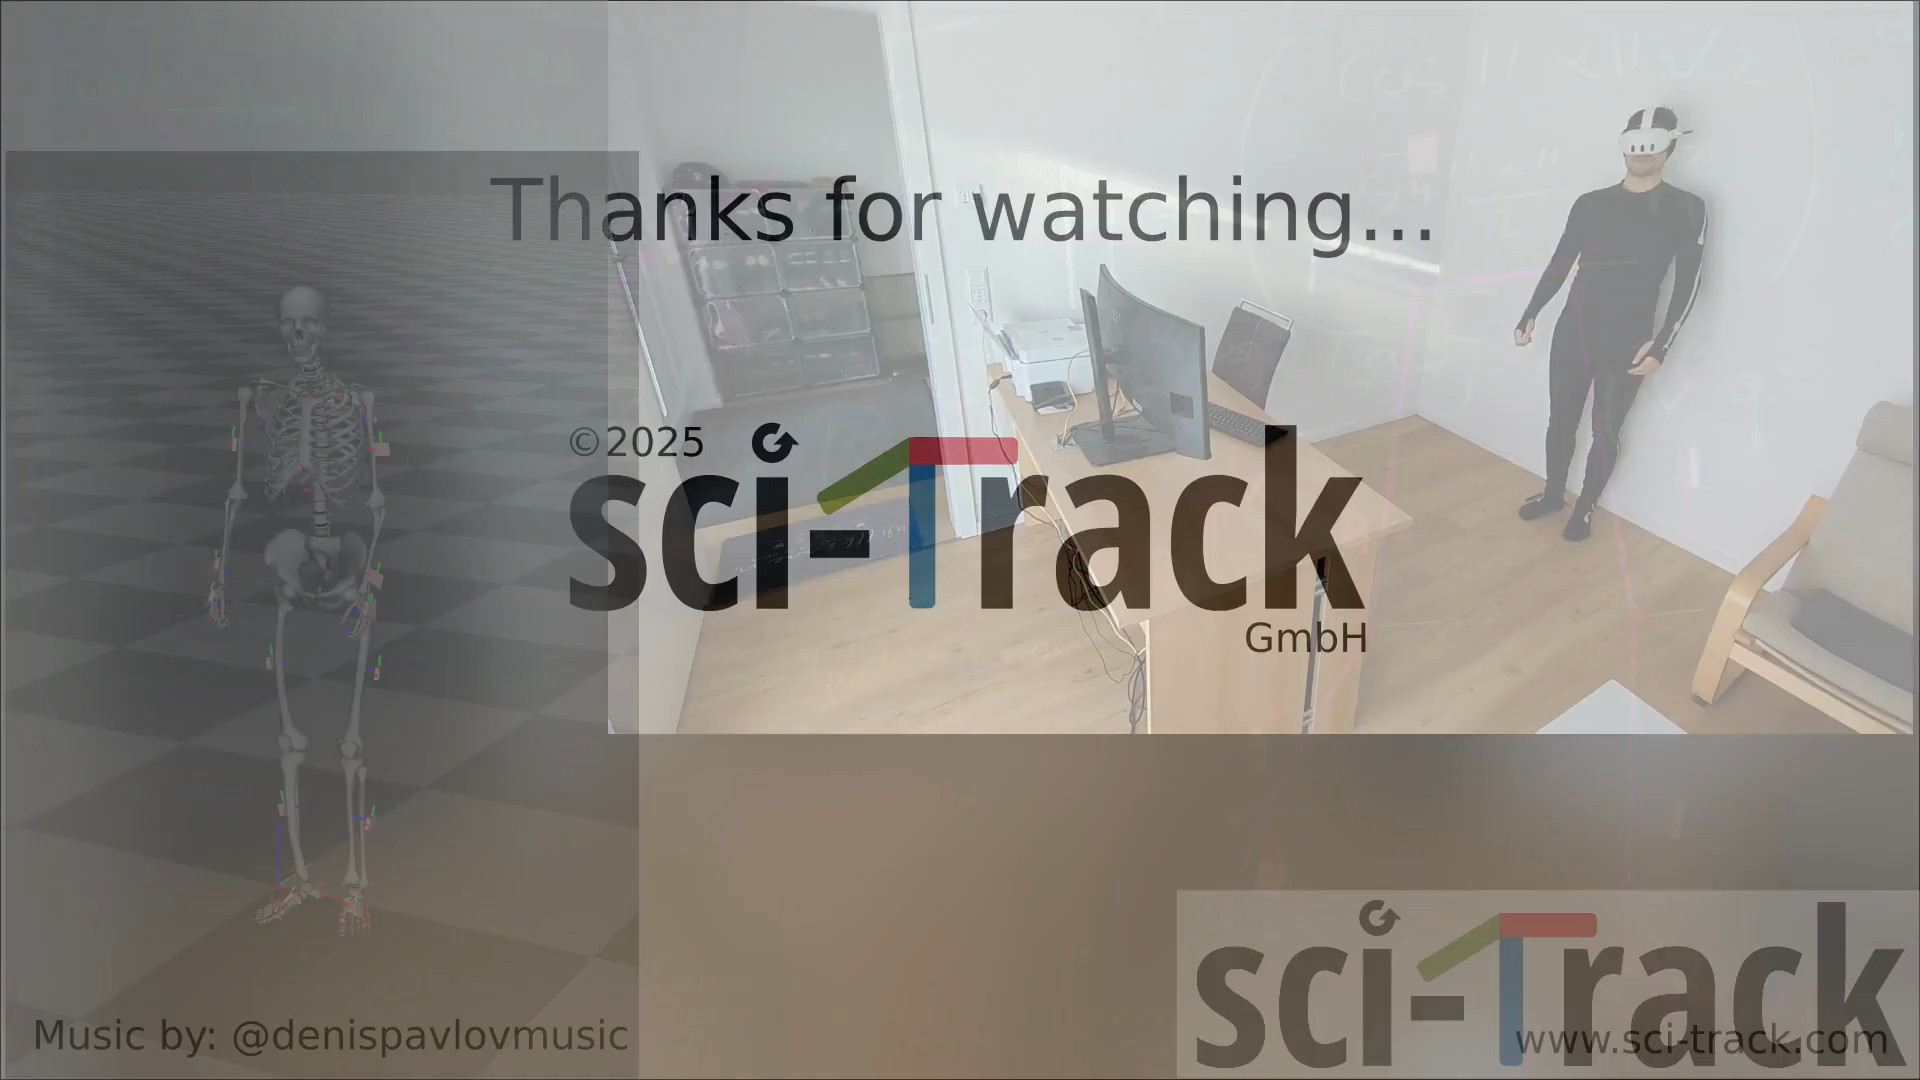 Thanks for watching...
©2025
sci-Track
GmbH
sci-Track
Music by: @denispavlovmusic
www.sci-track.com